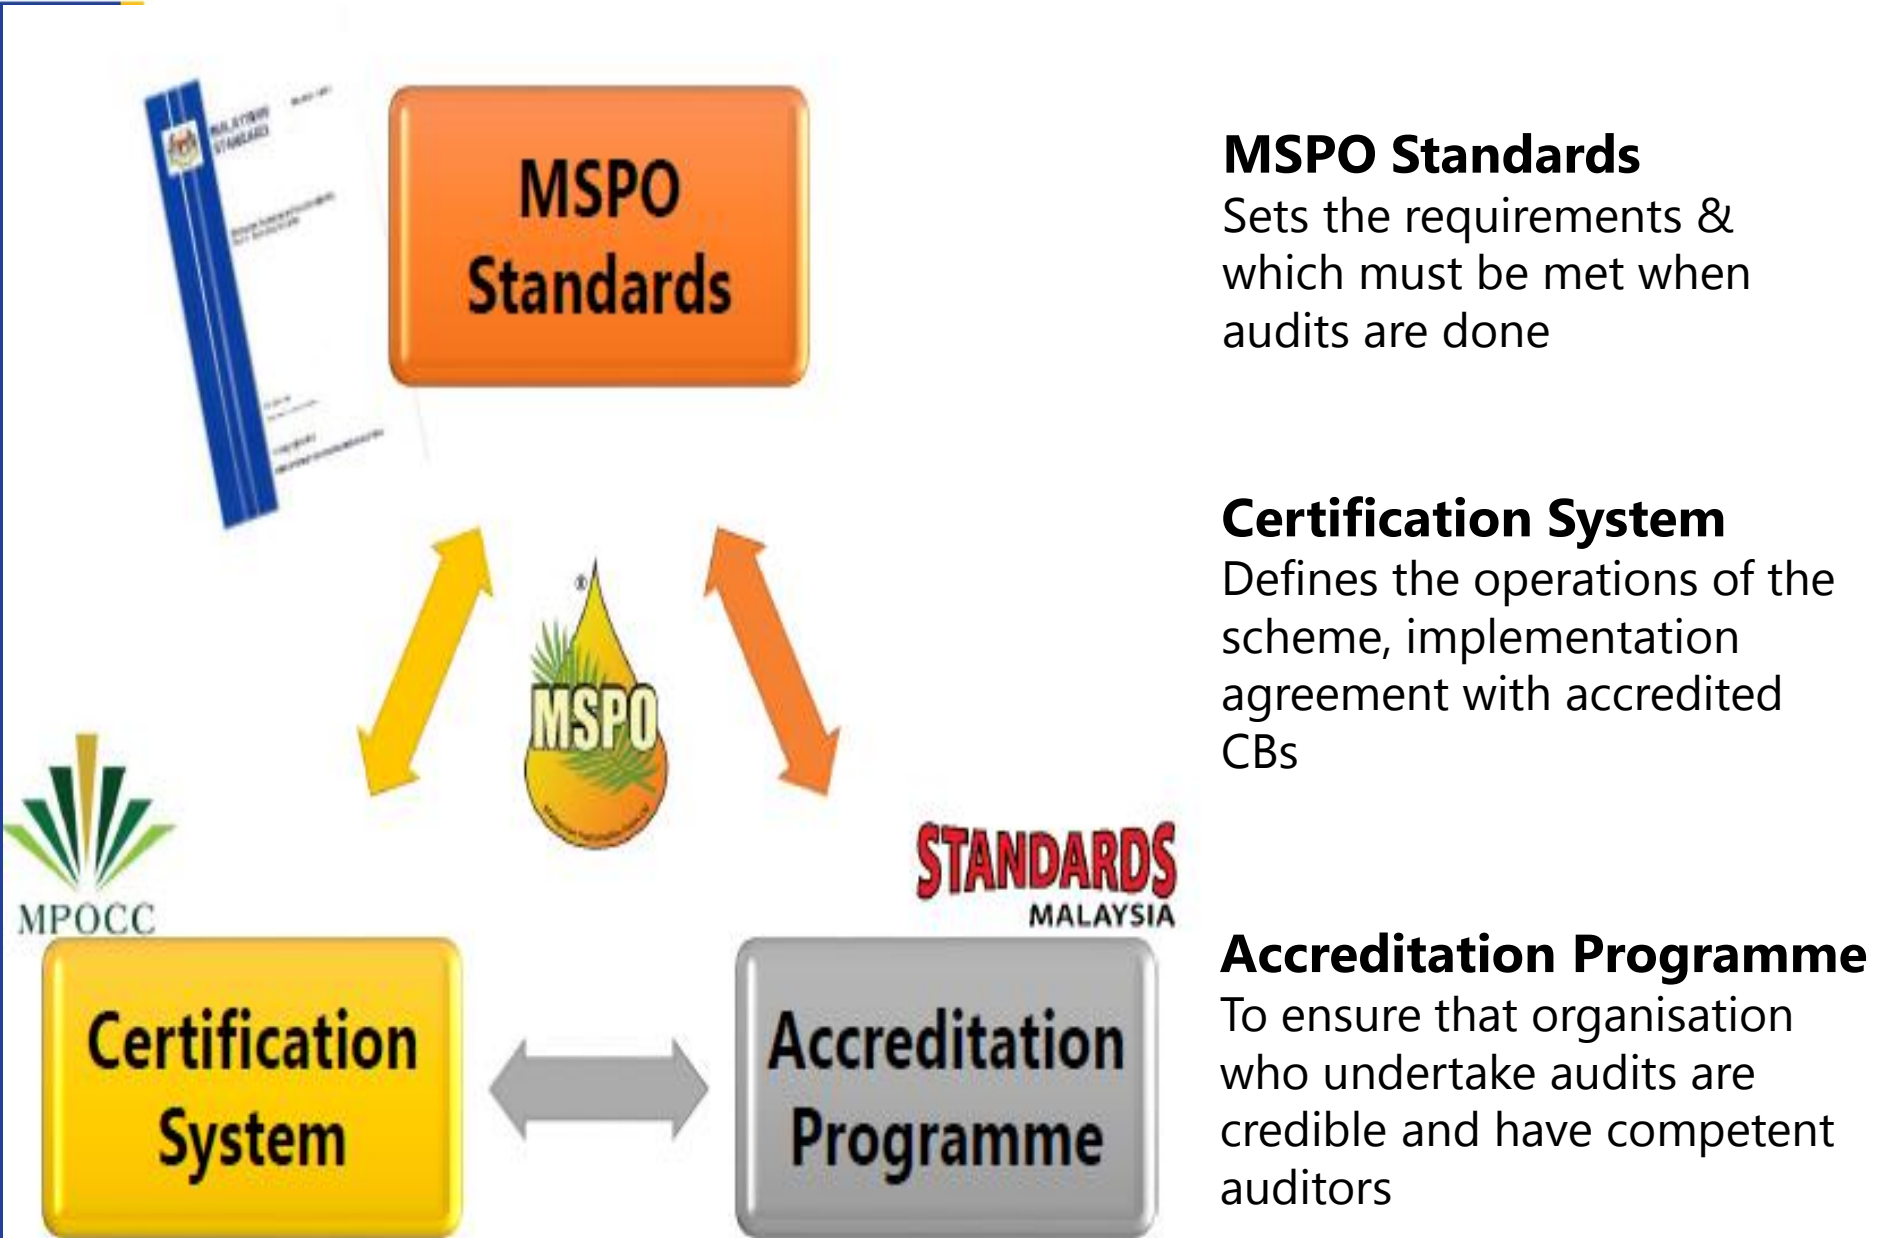 MALAYSIAN
STANDARD
MSPO
Standards
®
MSPO
MPOCC
STANDARDS
MALAYSIA
Certification
System
Accreditation
Programme
MSPO Standards
Sets the requirements &
which must be met when
audits are done
Certification System
Defines the operations of the
scheme, implementation
agreement with accredited
CBs
Accreditation Programme
To ensure that organisation
who undertake audits are
credible and have competent
auditors